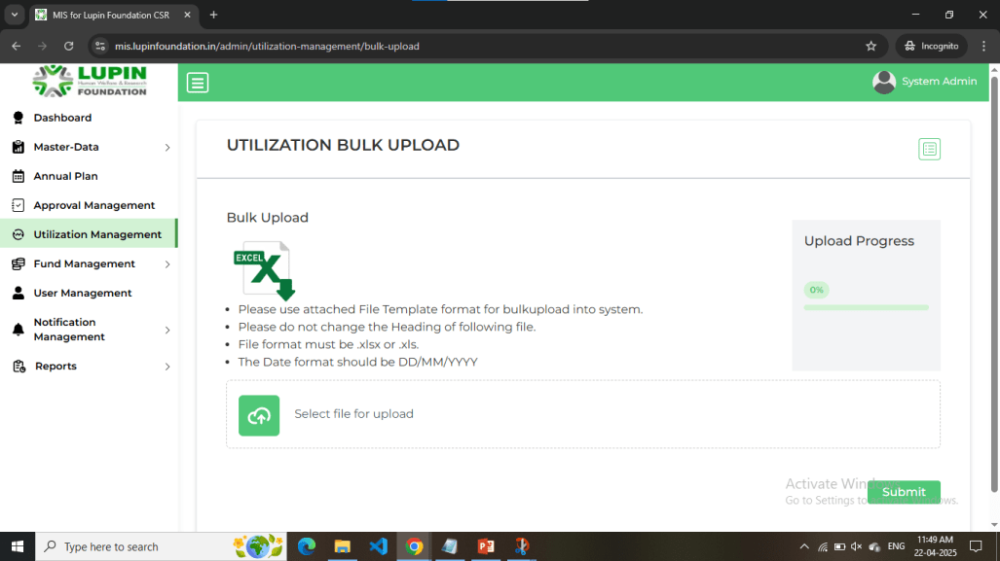 MIS for Lupin Foundation CSR
mis.lupinfoundation.in/admin/utilization-management/bulk-upload
Incognito
LUPIN
Human Welfare & Research
FOUNDATION
System Admin
Dashboard
Master-Data
Annual Plan
Approval Management
Utilization Management
Fund Management
User Management
Notification
Management
Reports
UTILIZATION BULK UPLOAD
Bulk Upload
EXCEL
X
• Please use attached File Template format for bulkupload into system.
• Please do not change the Heading of following file.
• File format must be .xlsx or .xls.
• The Date format should be DD/MM/YYYY
Upload Progress
0%
Select file for upload
Submit
Activate
Go to Settings to
Type here to search
ENG
11:49 AM
22-04-2025